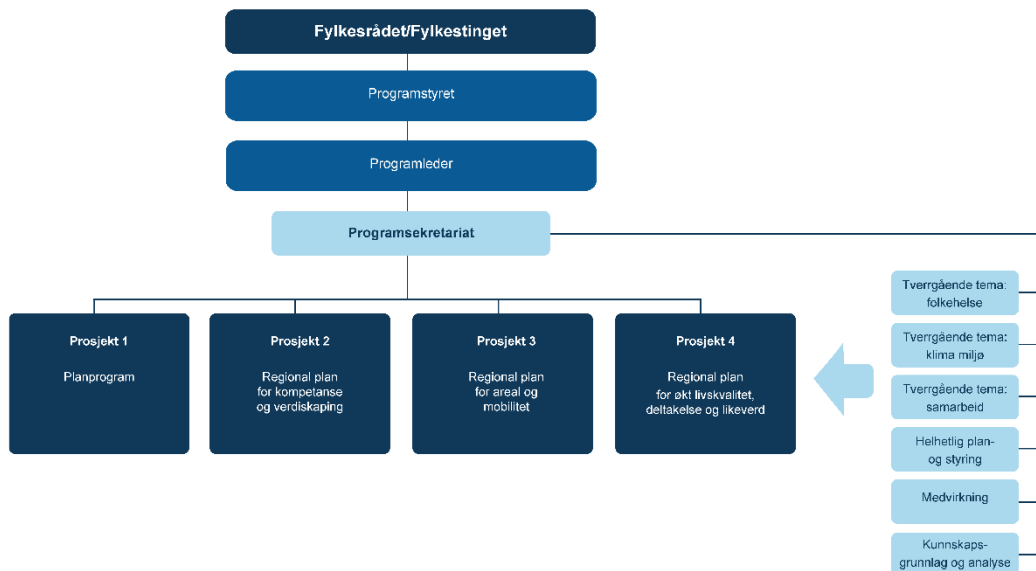 Fylkesrådet/Fylkestinget
Programstyret
Programleder
Programsekretariat
Prosjekt 1
Planprogram
Prosjekt 2
Regional plan
for kompetanse
og verdiskaping
Prosjekt 3
Regional plan
for areal og
mobilitet
Prosjekt 4
Regional plan
for økt livskvalitet,
deltakelse og likeverd
Tverrgående tema:
folkehelse
Tverrgående tema:
klima miljø
Tverrgående tema:
samarbeid
Helhetlig plan-
og styring
Medvirkning
Kunnskaps-
grunnlag og analyse